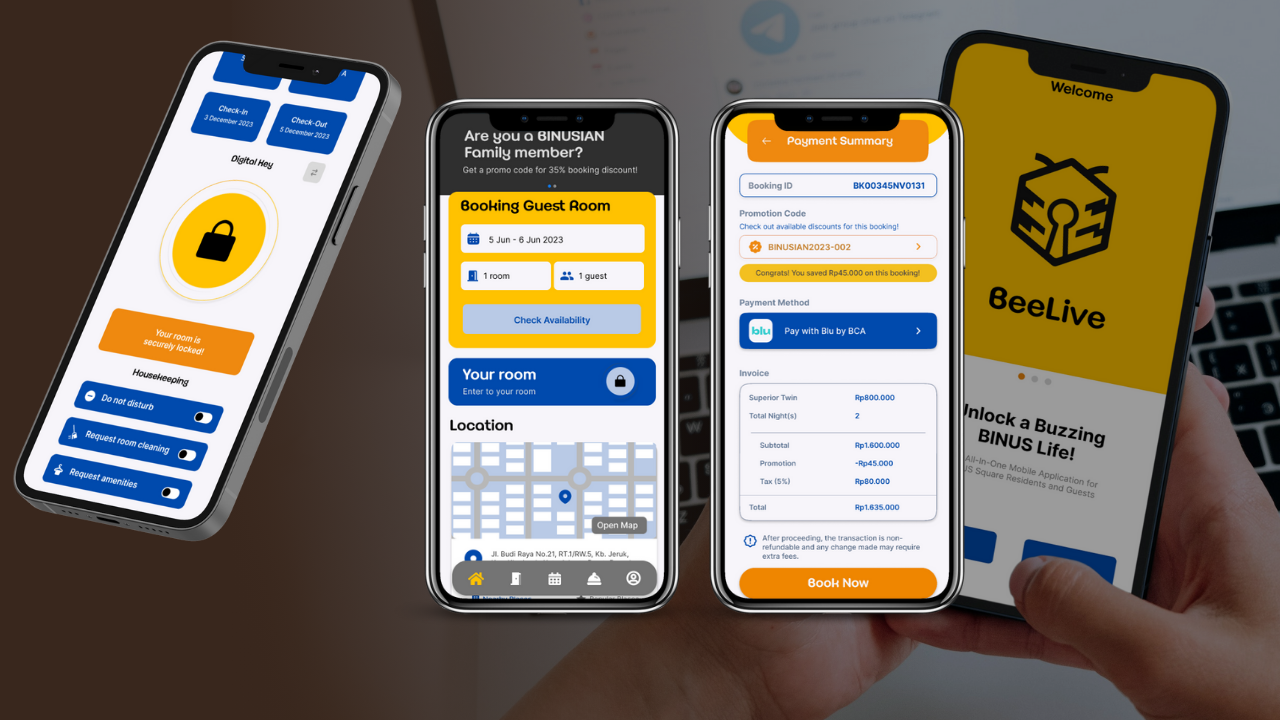 Check-In
3 December 2023
Check-Out
5 December 2023
Digital Key
Your room is
securely locked!
Housekeeping
Do not disturb
Request room cleaning
Request amenities
Are you a BINUSIAN
Family member?
Get a promo code for 35% booking discount!
Booking Guest Room
5 Jun - 6 Jun 2023
1 room
1 guest
Check Availability
Your room
Enter to your room
Location
Open Map
Jl. Budi Raya No.21, RT.1/RW.5, Kb. Jeruk,
Payment Summary
Booking ID
BK00345NV0131
Promotion Code
Check out available discounts for this booking!
BINUSIAN2023-002
Congrats! You saved Rp45.000 on this booking!
Payment Method
blu
Pay with Blu by BCA
Invoice
Superior Twin Rp800.000
Total Night(s) 2
Subtotal Rp1.600.000
Promotion -Rp45.000
Tax (5%) Rp80.000
Total Rp1.635.000
After proceeding, the transaction is non-
refundable and any change made may require
extra fees.
Book Now
Welcome
BeeLive
Unlock a Buzzing
BINUS Life!
All-In-One Mobile Application for
Square Residents and Guests